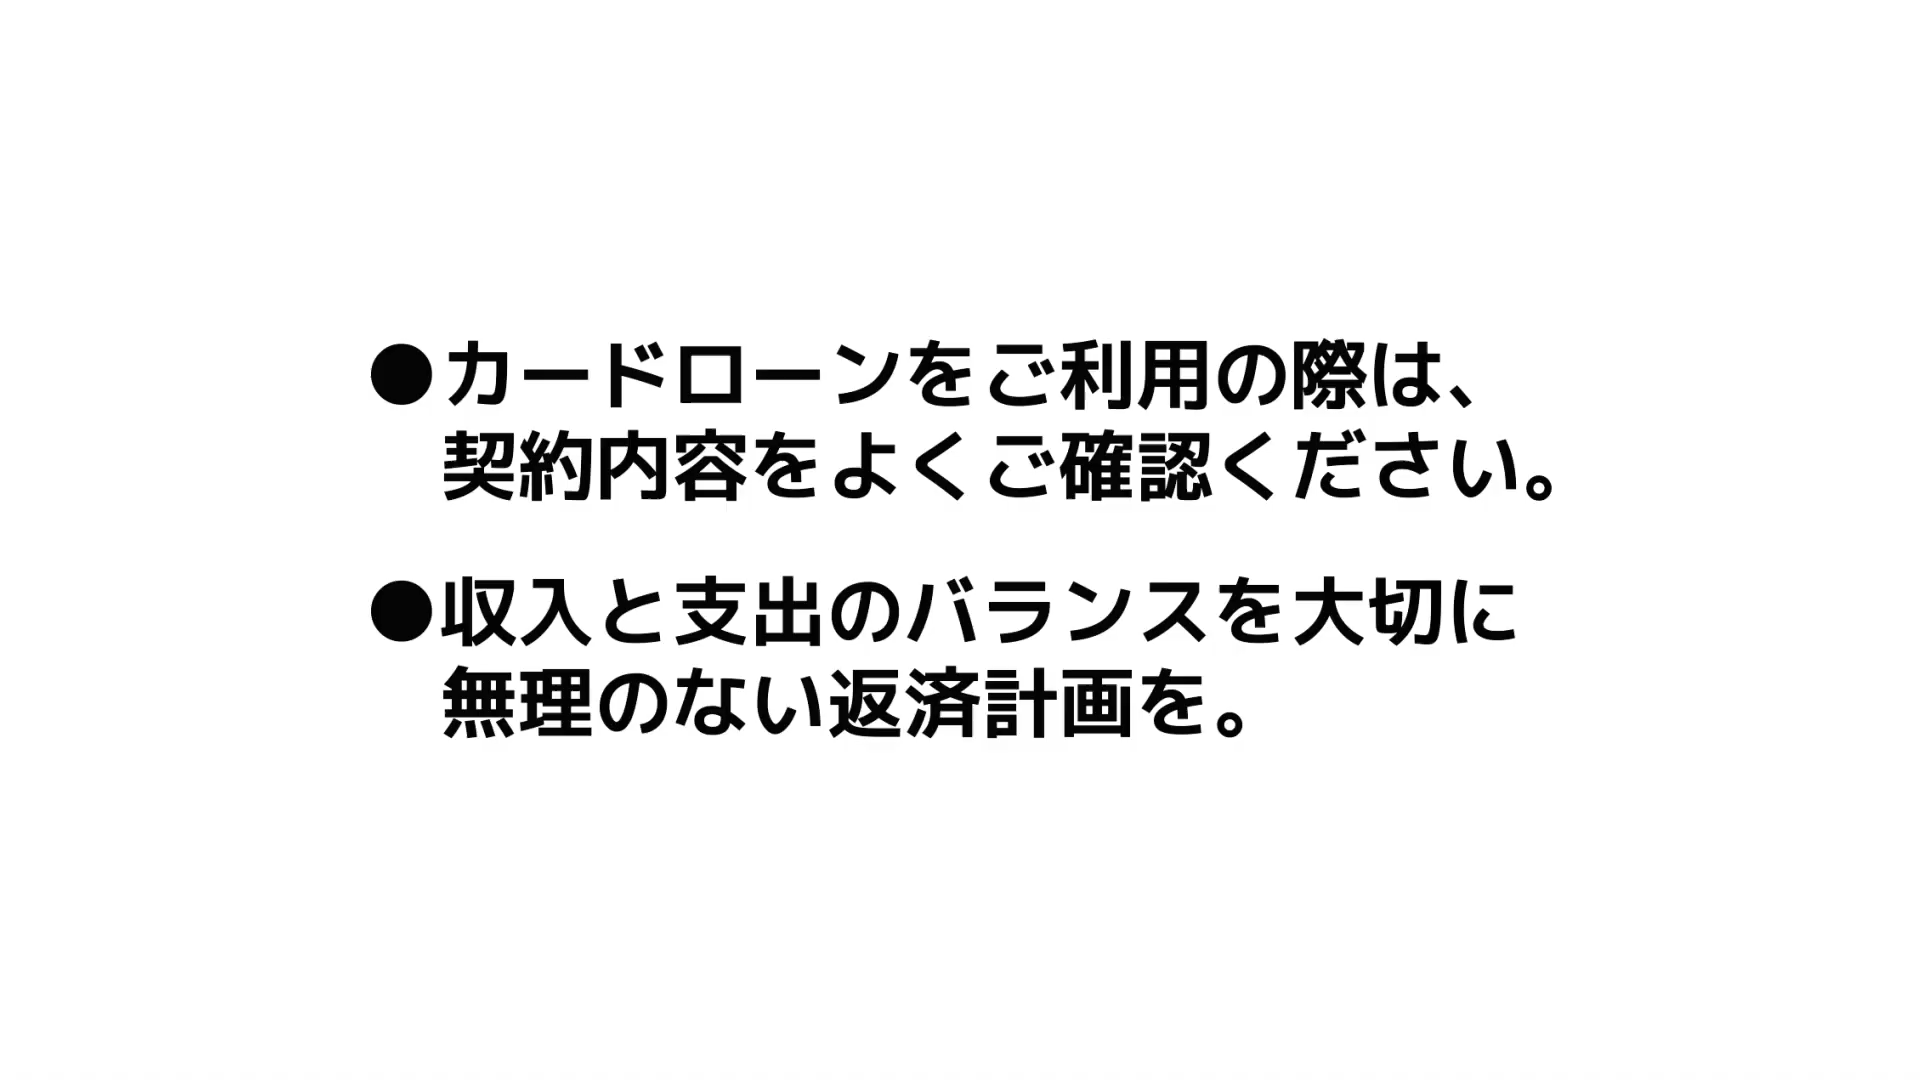 ●カードローンをご利用の際は、
契約内容をよくご確認ください。
●収入と支出のバランスを大切に
無理のない返済計画を。